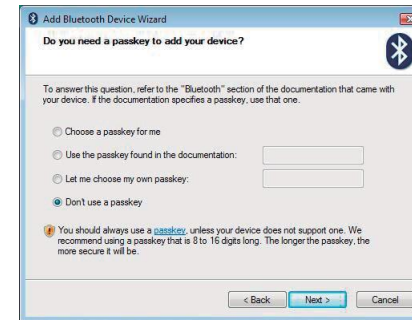 Add Bluetooth Device Wizard
Do you need a passkey to add your device?
To answer this question, refer to the "Bluetooth" section of the documentation that came with
your device. If the documentation specifies a passkey, use that one.
Choose a passkey for me
Use the passkey found in the documentation:
Let me choose my own passkey:
Don't use a passkey
You should always use a passkey, unless your device does not support one. We
recommend using a passkey that is 8 to 16 digits long. The longer the passkey, the
more secure it will be.
< Back Next > Cancel